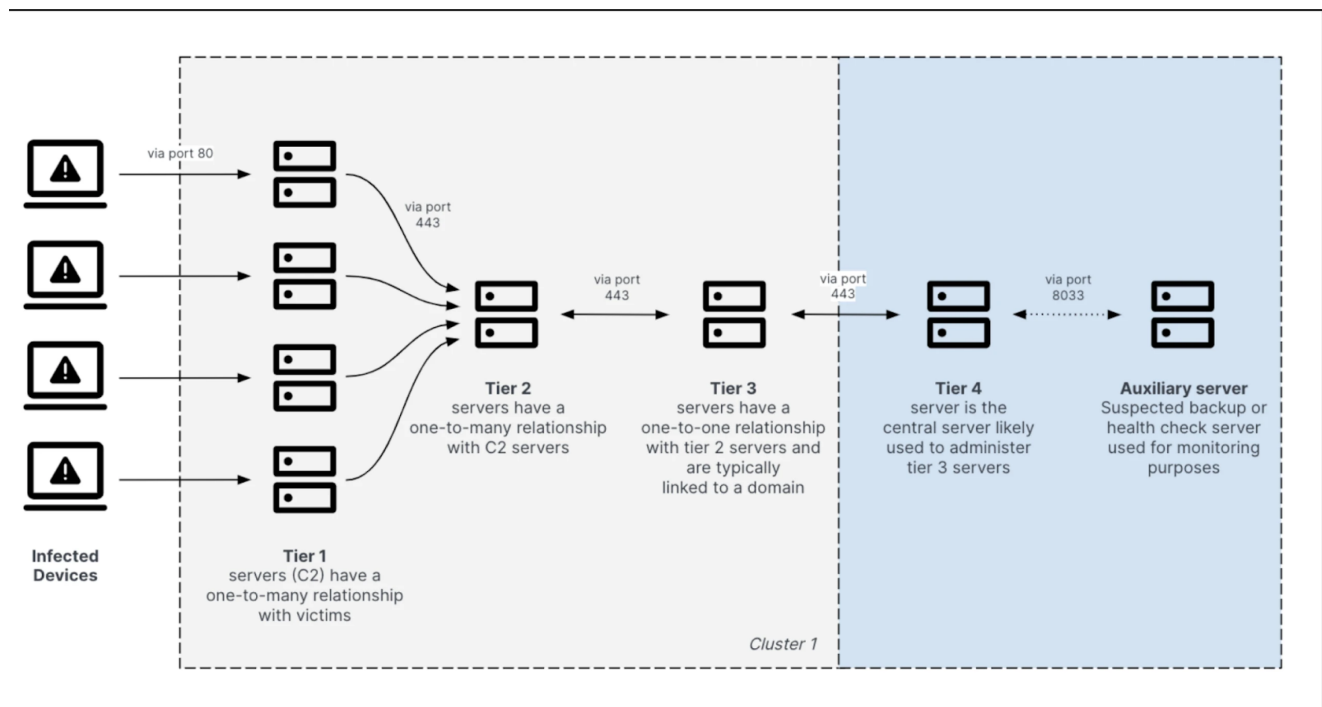 via port 80
via port
443
via port
443
via port
443
via port
8033
Tier 2
servers have a
one-to-many relationship
with C2 servers
Tier 3
servers have a
one-to-one relationship
with tier 2 servers and
are typically
linked to a domain
Tier 4
server is the
central server likely
used to administer
tier 3 servers
Auxiliary server
Suspected backup or
health check server
used for monitoring
purposes
Infected
Devices
Tier 1
servers (C2) have a
one-to-many relationship
with victims
Cluster 1